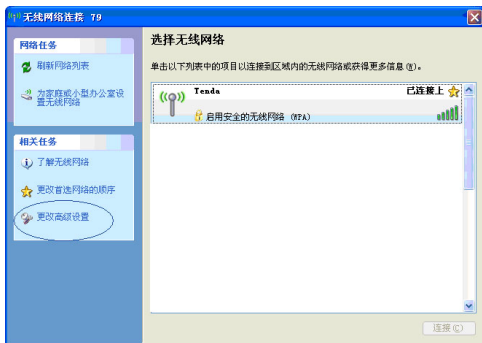 无线网络连接 79
网络任务
刷新网络列表
为家庭或小型办公室设
置无线网络
相关任务
了解无线网络
更改首选网络的顺序
更改高级设置
选择无线网络
单击以下列表中的项目以连接到区域内的无线网络或获得更多信息(W)。
Tenda 已连接上
启用安全的无线网络 (WPA)
连接(C)